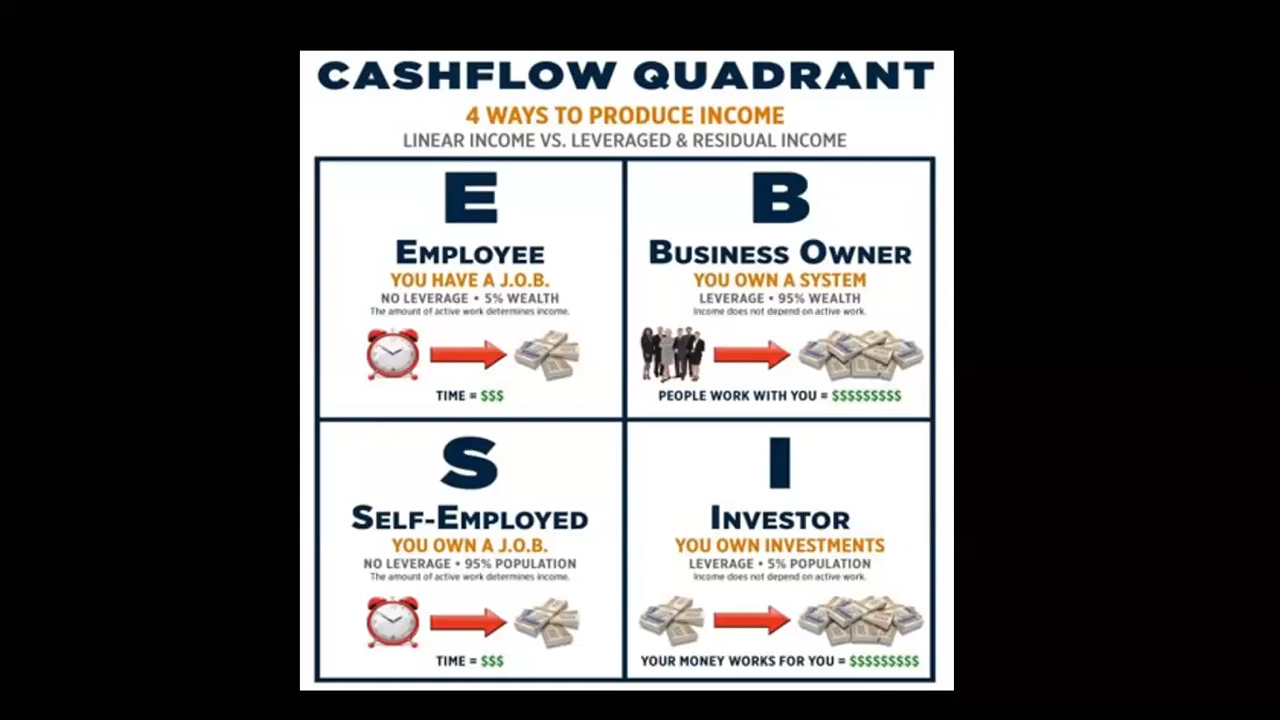 CASHFLOW QUADRANT
4 WAYS TO PRODUCE INCOME
LINEAR INCOME VS. LEVERAGED & RESIDUAL INCOME
E
EMPLOYEE
YOU HAVE A J.O.B.
NO LEVERAGE • 5% WEALTH
The amount of active work determines income.
TIME = $$$
B
BUSINESS OWNER
YOU OWN A SYSTEM
LEVERAGE • 95% WEALTH
Income does not depend on active work.
PEOPLE WORK WITH YOU = $$$$$$$$$
S
SELF-EMPLOYED
YOU OWN A J.O.B.
NO LEVERAGE • 95% POPULATION
The amount of active work determines income.
TIME = $$$
I
INVESTOR
YOU OWN INVESTMENTS
LEVERAGE • 5% POPULATION
Income does not depend on active work.
YOUR MONEY WORKS FOR YOU = $$$$$$$$$